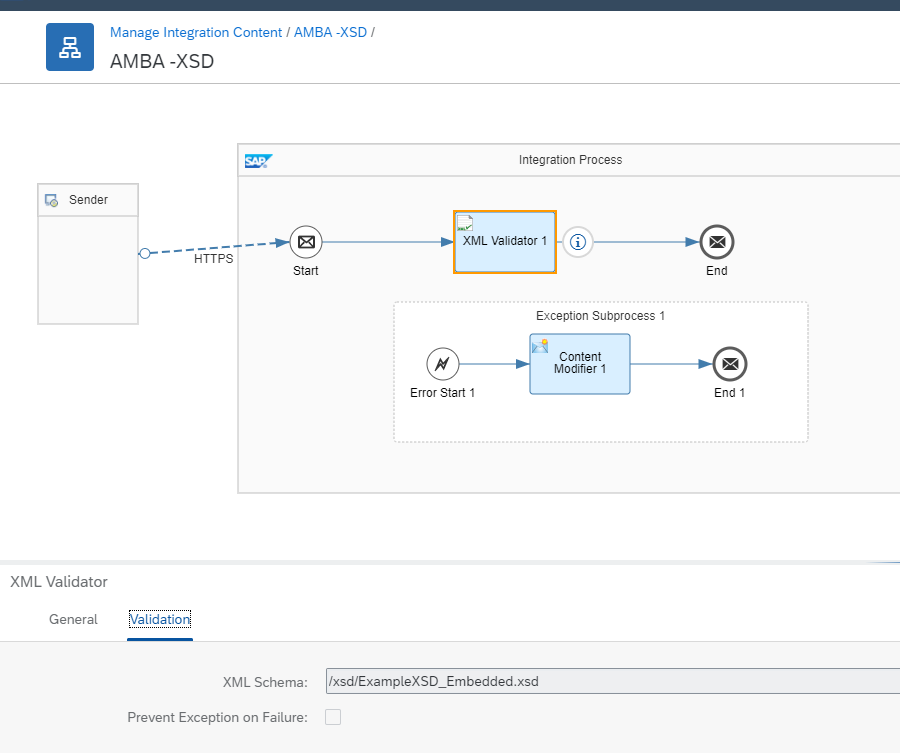 Manage Integration Content / AMBA -XSD /
AMBA -XSD
SAP
Integration Process
Sender
HTTPS
Start
XML Validator 1
End
Exception Subprocess 1
Error Start 1
Content
Modifier 1
End 1
XML Validator
General
Validation
XML Schema:
/xsd/ExampleXSD_Embedded.xsd
Prevent Exception on Failure: